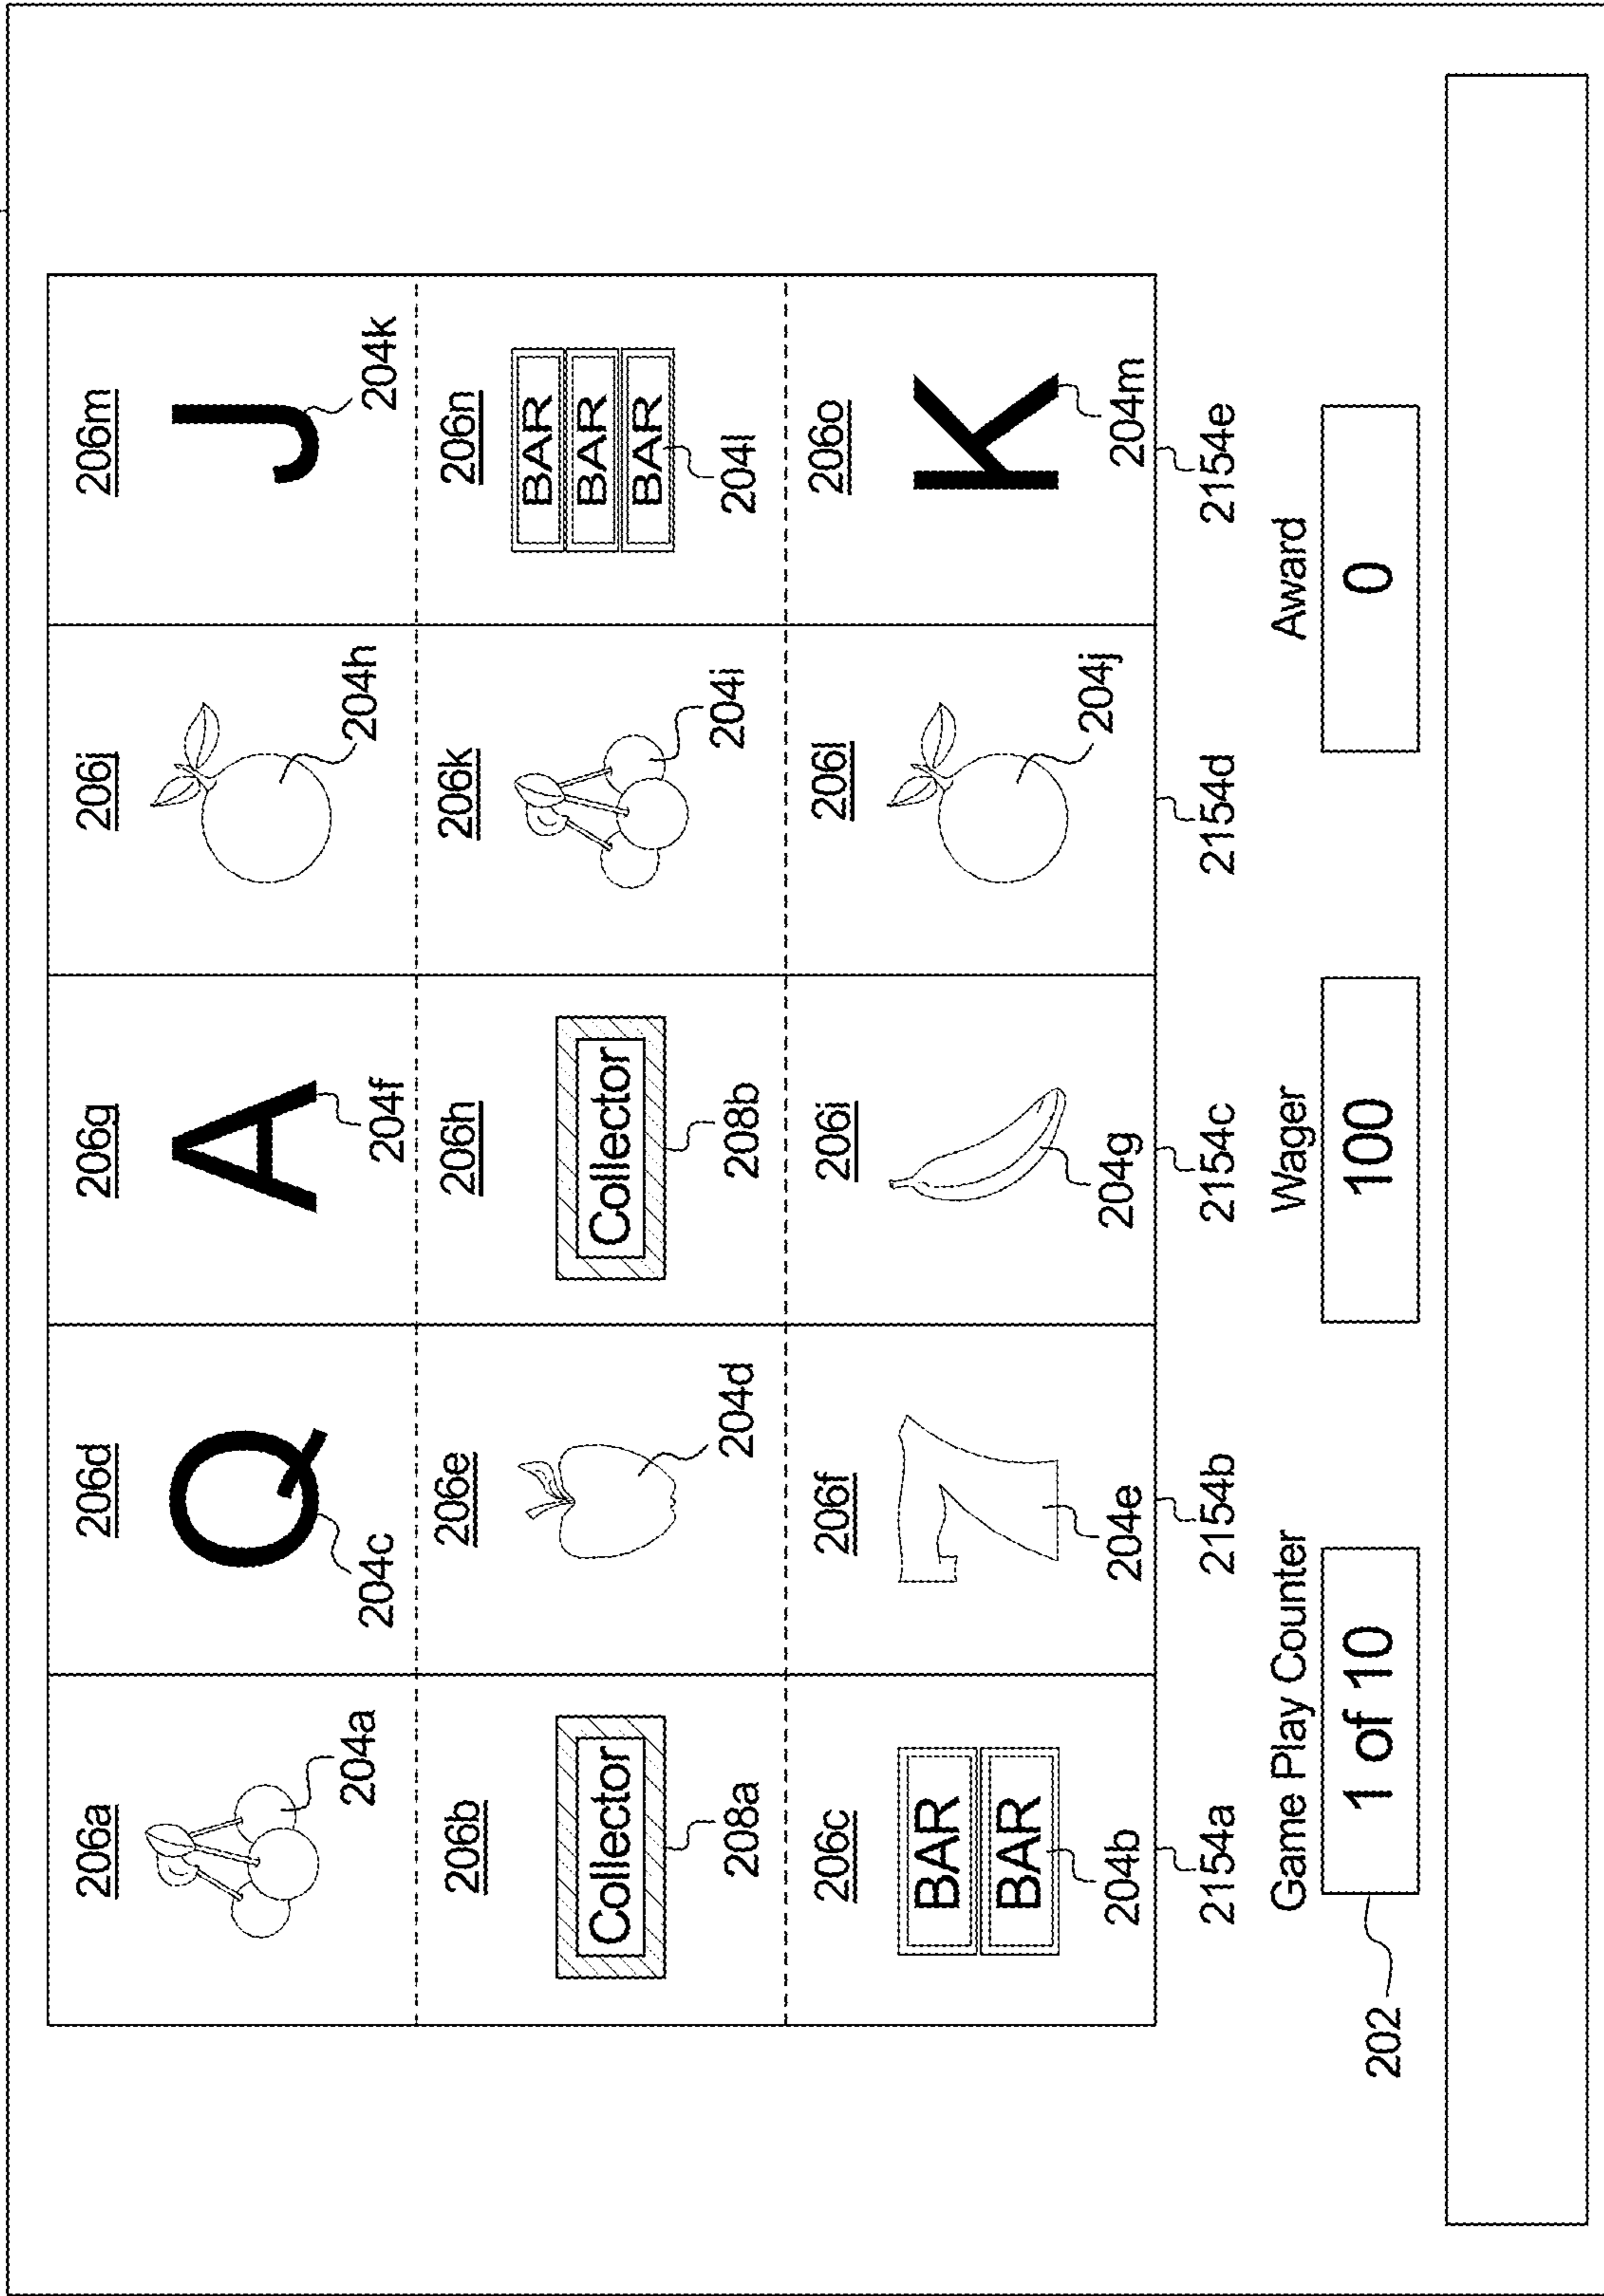 206a 206d 206g 206j 206m
Q A J
204a 204c 204f 204h 204k
206b 206e 206h 206k 206n
Collector Collector BAR
BAR
BAR
208a 204d 208b 204i 204l
206c 206f 206i 206l 206o
BAR 7 K
BAR
204b 204e 204g 204j 204m
2154a 2154b 2154c 2154d 2154e
Game Play Counter Wager Award
202 1 of 10 100 0